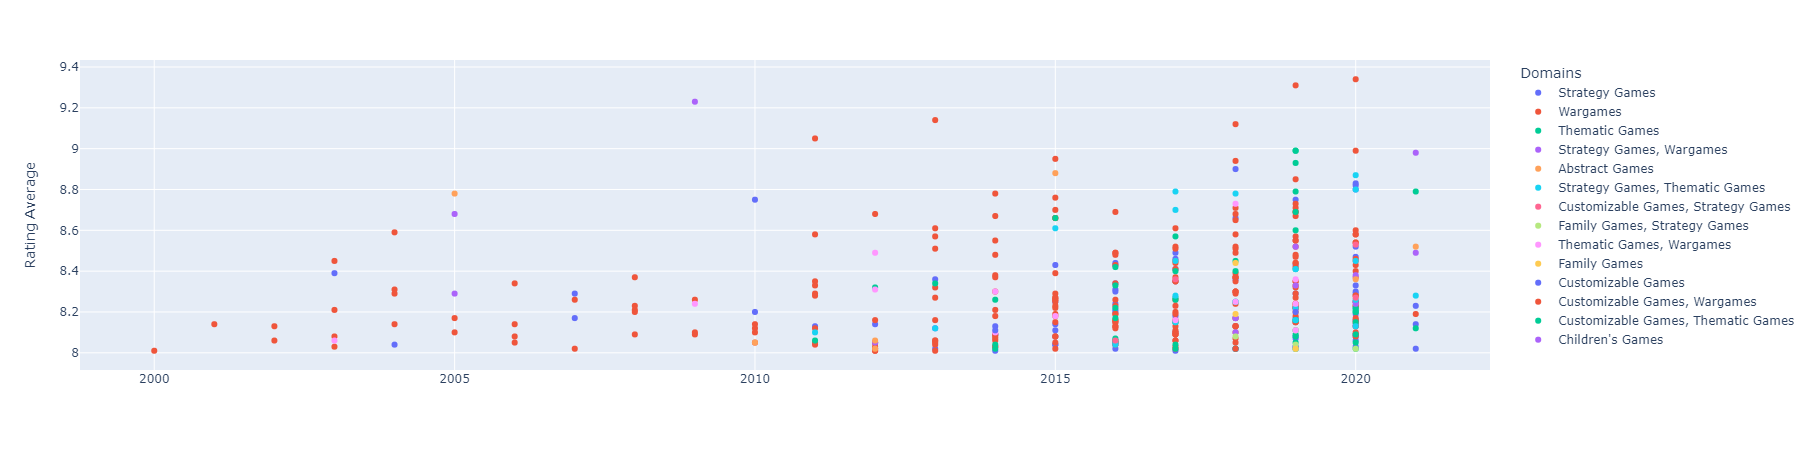 Domains
Strategy Games
Wargames
Thematic Games
Strategy Games, Wargames
Abstract Games
Strategy Games, Thematic Games
Customizable Games, Strategy Games
Family Games, Strategy Games
Thematic Games, Wargames
Family Games
Customizable Games
Customizable Games, Wargames
Customizable Games, Thematic Games
Children's Games
Rating Average
9.4
9.2
9
8.8
8.6
8.4
8.2
8
2000 2005 2010 2015 2020